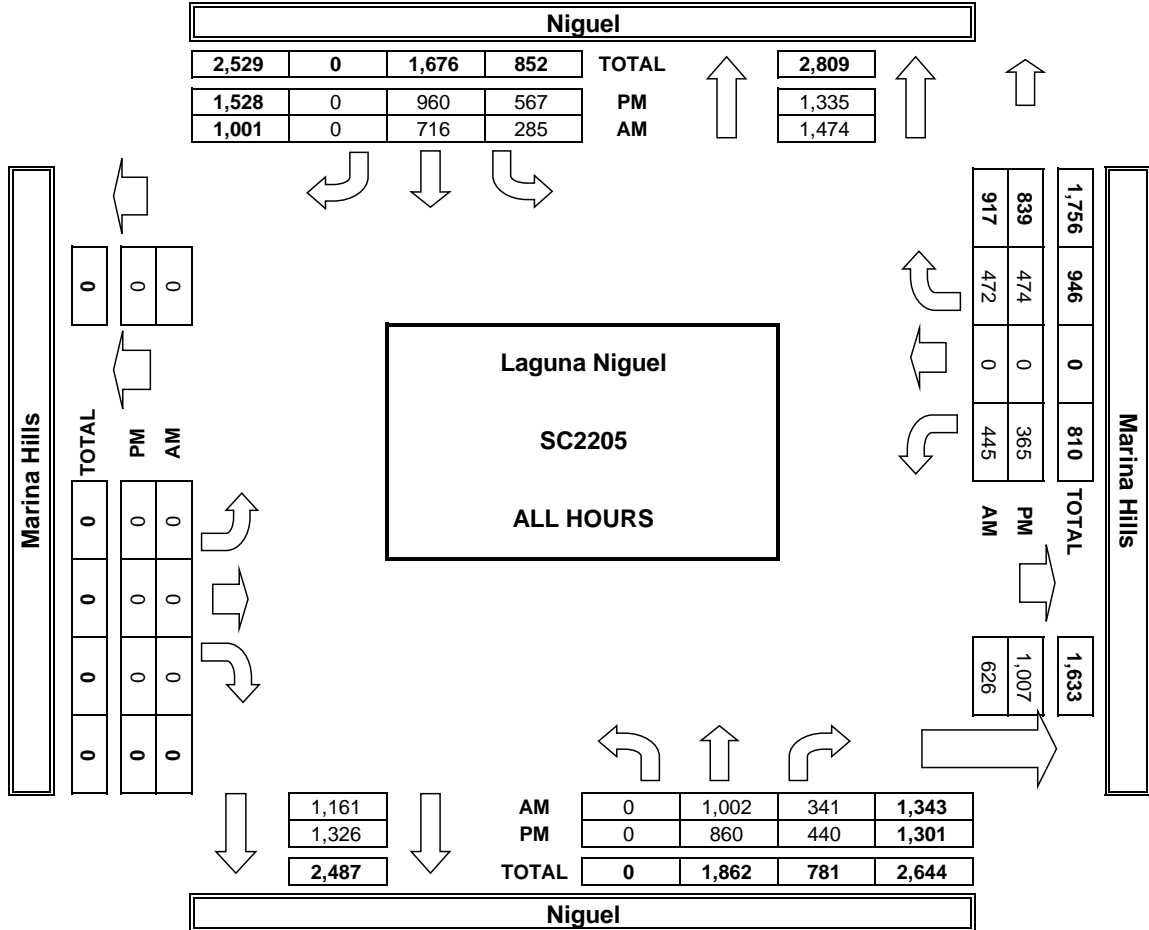 Niguel
2,529 0 1,676 852 TOTAL 2,809
1,528 0 960 567 PM 1,335
1,001 0 716 285 AM 1,474
Marina Hills
0 0 0
TOTAL PM AM
0 0 0
0 0 0
0 0 0
0 0 0
Laguna Niguel
SC2205
ALL HOURS
917 839 1,756
472 474 946
0 0 0
445 365 810
AM PM TOTAL
626 1,007 1,633
Marina Hills
1,161 AM 0 1,002 341 1,343
1,326 PM 0 860 440 1,301
2,487 TOTAL 0 1,862 781 2,644
Niguel